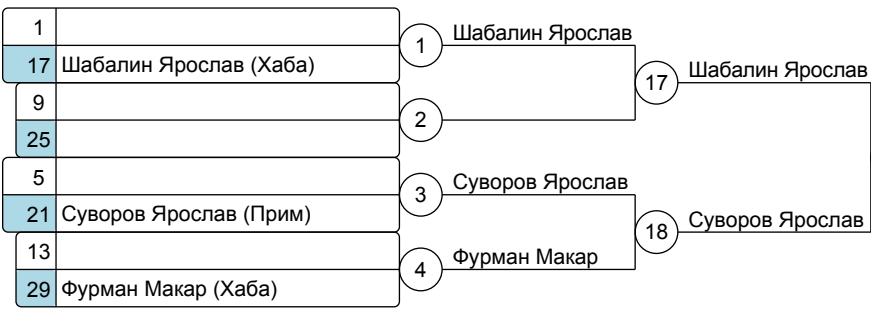 1
17 Шабалин Ярослав (Хаба)
1
Шабалин Ярослав
9
25
2
17
Шабалин Ярослав
5
21 Суворов Ярослав (Прим)
3
Суворов Ярослав
13
29 Фурман Макар (Хаба)
4
Фурман Макар
18
Суворов Ярослав